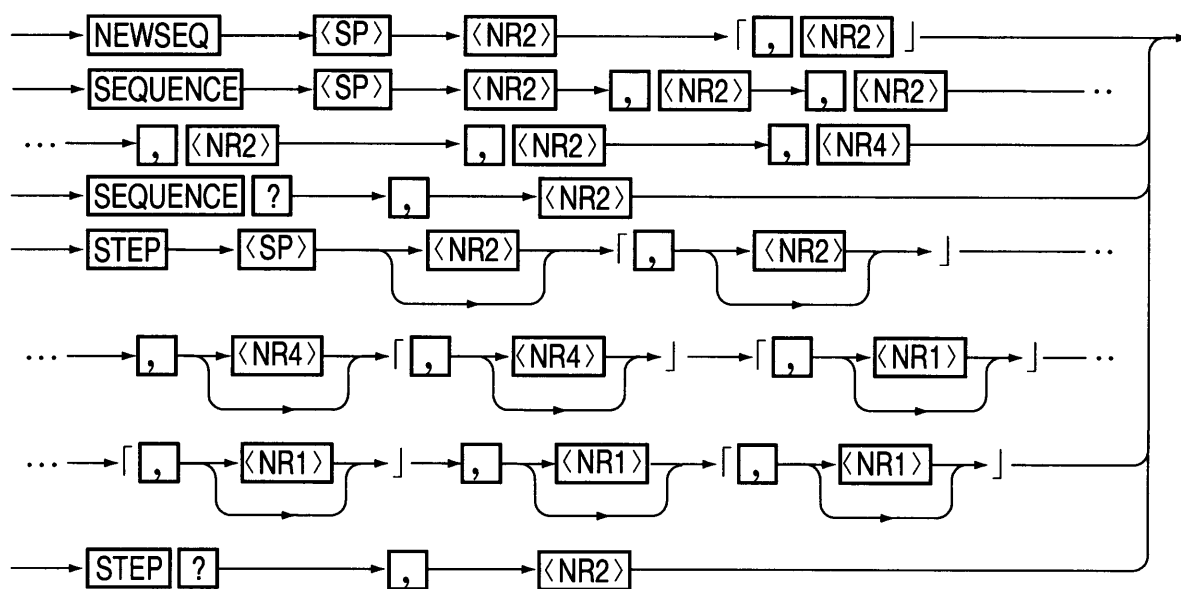 NEWSEQ 〈SP〉 〈NR2〉 ⌈ , 〈NR2〉 ⌋
SEQUENCE 〈SP〉 〈NR2〉 , 〈NR2〉 , 〈NR2〉 ··
··· , 〈NR2〉 , 〈NR2〉 , 〈NR4〉
SEQUENCE ? , 〈NR2〉
STEP 〈SP〉 〈NR2〉 ⌈ , 〈NR2〉 ⌋ ··
··· , 〈NR4〉 ⌈ , 〈NR4〉 ⌋ ⌈ , 〈NR1〉 ⌋ ··
··· ⌈ , 〈NR1〉 ⌋ , 〈NR1〉 ⌈ , 〈NR1〉 ⌋
STEP ? , 〈NR2〉